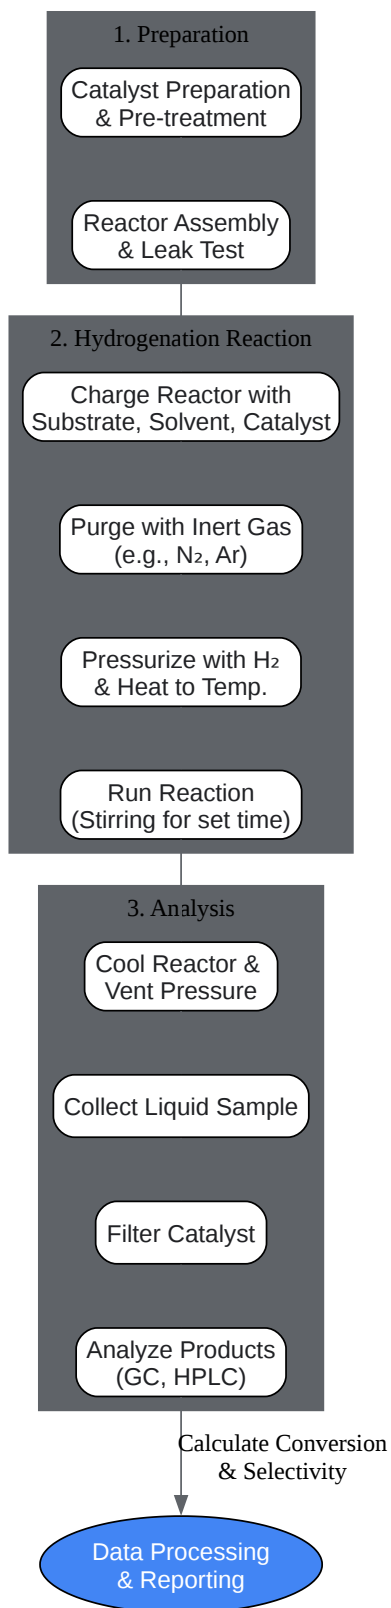 1. Preparation
Catalyst Preparation
& Pre-treatment
Reactor Assembly
& Leak Test
2. Hydrogenation Reaction
Charge Reactor with
Substrate, Solvent, Catalyst
Purge with Inert Gas
(e.g., N₂, Ar)
Pressurize with H₂
& Heat to Temp.
Run Reaction
(Stirring for set time)
3. Analysis
Cool Reactor &
Vent Pressure
Collect Liquid Sample
Filter Catalyst
Analyze Products
(GC, HPLC)
Calculate Conversion
& Selectivity
Data Processing
& Reporting